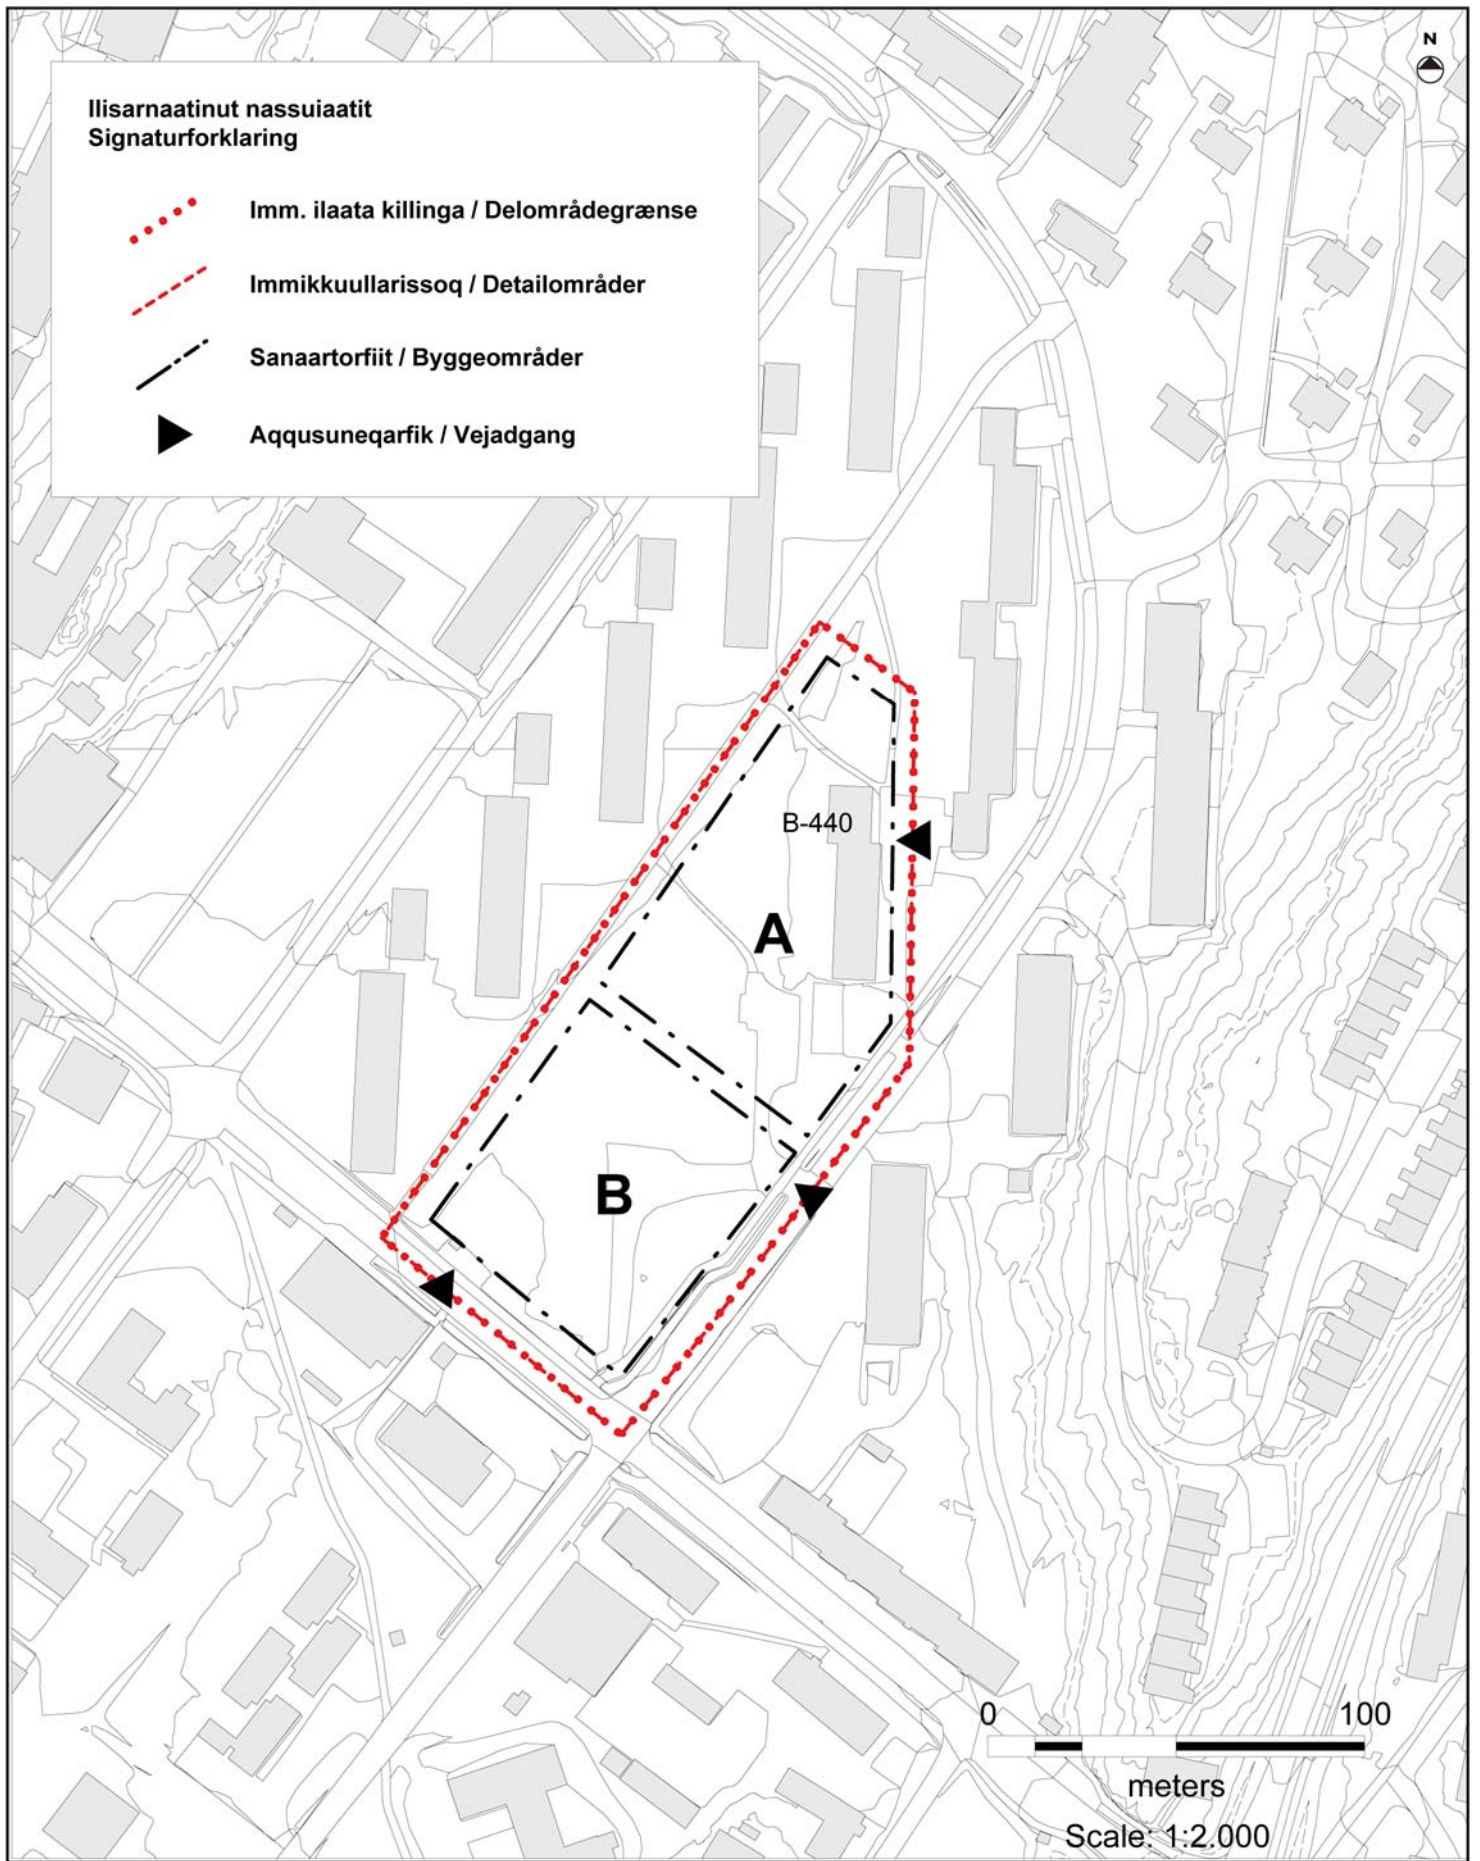 N
Ilisarnaatinut nassuiaatit
Signaturforklaring
Imm. ilaata killinga / Delområdegrænse
Immikkuullarissoq / Detailområder
Sanaartorfiit / Byggeområder
Aqqusuneqarfik / Vejadgang
B-440
A
B
0 100
meters
Scale: 1:2.000